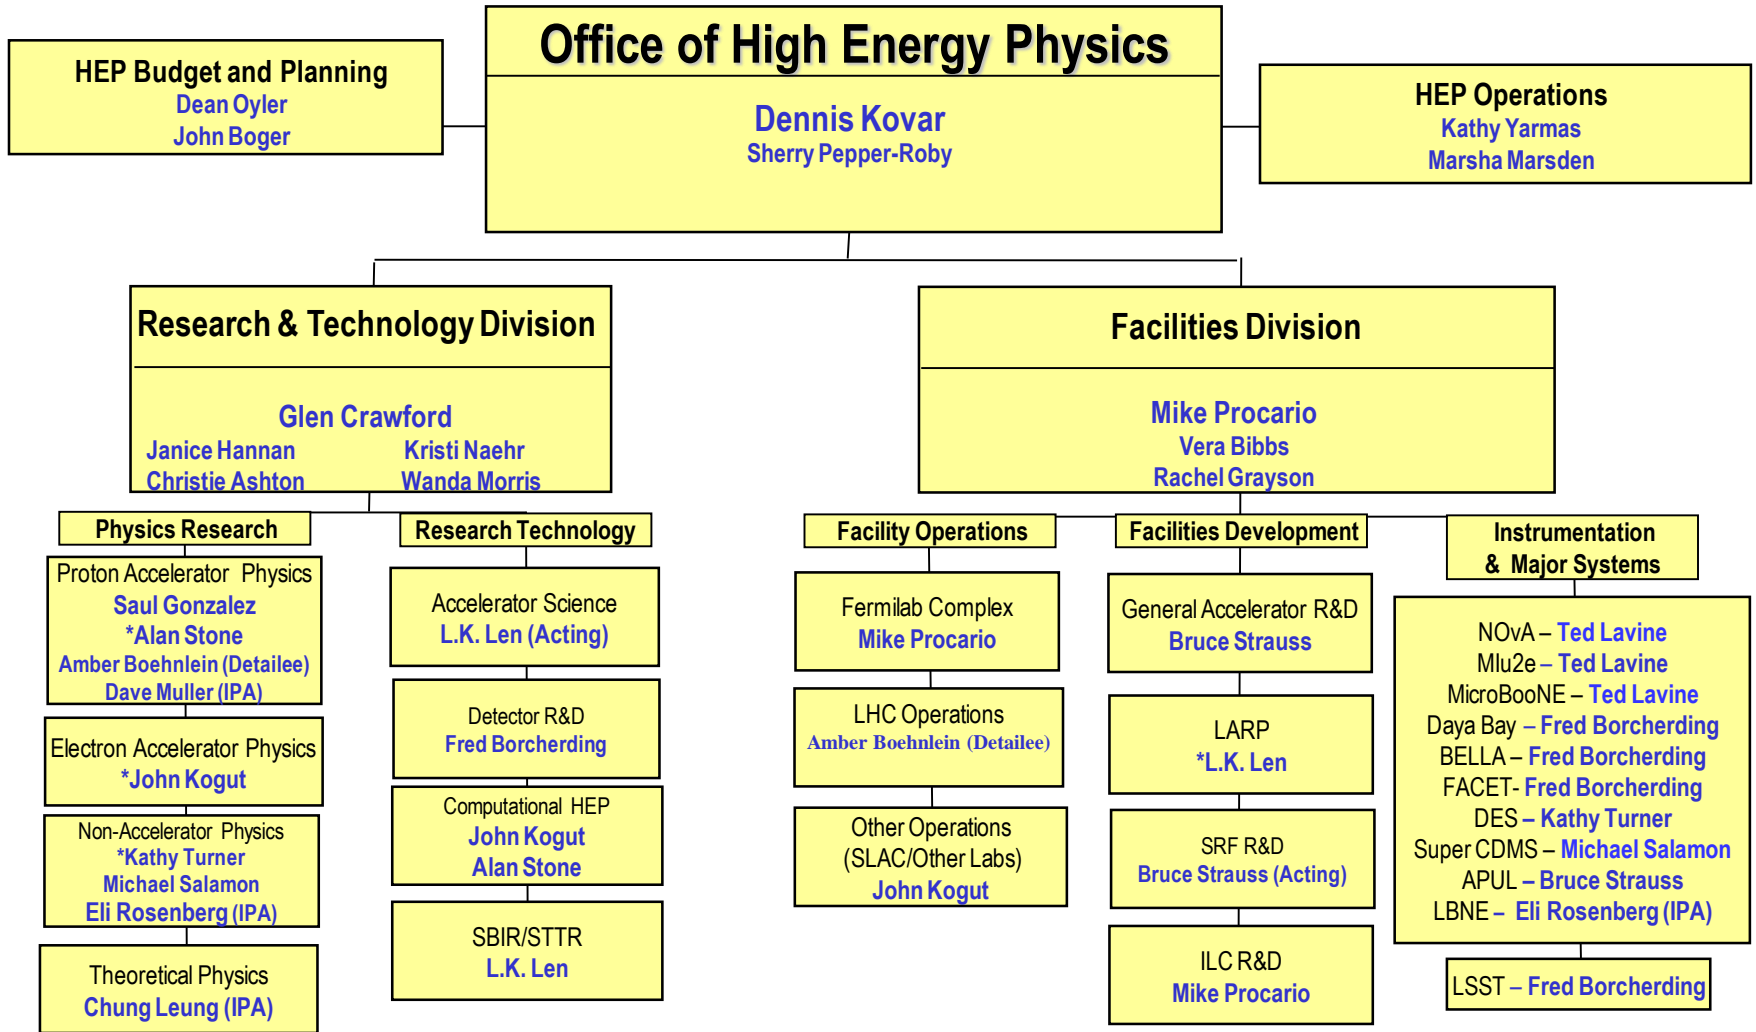 Office of High Energy Physics
Dennis Kovar
Sherry Pepper-Roby
HEP Budget and Planning
Dean Oyler
John Boger
HEP Operations
Kathy Yarmas
Marsha Marsden
Research & Technology Division
Glen Crawford
Janice Hannan Kristi Naehr
Christie Ashton Wanda Morris
Physics Research
Proton Accelerator Physics
Saul Gonzalez
*Alan Stone
Amber Boehnlein (Detailee)
Dave Muller (IPA)
Electron Accelerator Physics
*John Kogut
Non-Accelerator Physics
*Kathy Turner
Michael Salamon
Eli Rosenberg (IPA)
Theoretical Physics
Chung Leung (IPA)
Research Technology
Accelerator Science
L.K. Len (Acting)
Detector R&D
Fred Borcherding
Computational HEP
John Kogut
Alan Stone
SBIR/STTR
L.K. Len
Facilities Division
Mike Procario
Vera Bibbs
Rachel Grayson
Facility Operations
Fermilab Complex
Mike Procario
LHC Operations
Amber Boehnlein (Detailee)
Other Operations
(SLAC/Other Labs)
John Kogut
Facilities Development
General Accelerator R&D
Bruce Strauss
LARP
*L.K. Len
SRF R&D
Bruce Strauss (Acting)
ILC R&D
Mike Procario
Instrumentation
& Major Systems
NOvA – Ted Lavine
MIu2e – Ted Lavine
MicroBooNE – Ted Lavine
Daya Bay – Fred Borcherding
BELLA – Fred Borcherding
FACET- Fred Borcherding
DES – Kathy Turner
Super CDMS – Michael Salamon
APUL – Bruce Strauss
LBNE – Eli Rosenberg (IPA)
LSST – Fred Borcherding